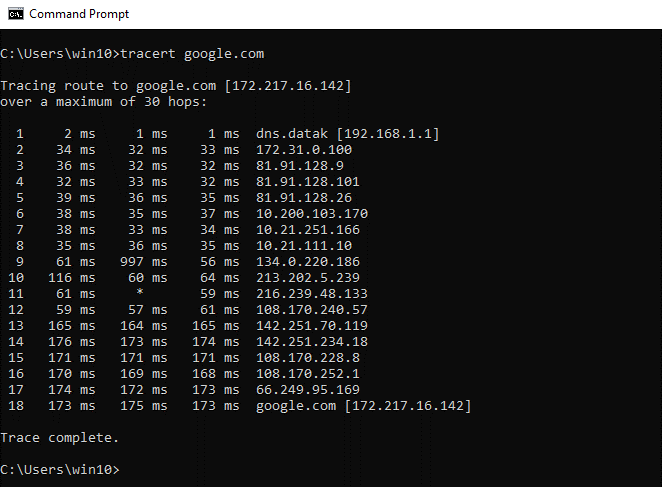 Command Prompt
C:\Users\win10>tracert google.com
Tracing route to google.com [172.217.16.142]
over a maximum of 30 hops:
1 2 ms 1 ms 1 ms dns.datak [192.168.1.1]
2 34 ms 32 ms 33 ms 172.31.0.100
3 36 ms 32 ms 32 ms 81.91.128.9
4 32 ms 33 ms 32 ms 81.91.128.101
5 39 ms 36 ms 35 ms 81.91.128.26
6 38 ms 35 ms 37 ms 10.200.103.170
7 38 ms 33 ms 34 ms 10.21.251.166
8 35 ms 36 ms 35 ms 10.21.111.10
9 61 ms 997 ms 56 ms 134.0.220.186
10 116 ms 60 ms 64 ms 213.202.5.239
11 61 ms * 59 ms 216.239.48.133
12 59 ms 57 ms 61 ms 108.170.240.57
13 165 ms 164 ms 165 ms 142.251.70.119
14 176 ms 173 ms 174 ms 142.251.234.18
15 171 ms 171 ms 171 ms 108.170.228.8
16 170 ms 169 ms 168 ms 108.170.252.1
17 174 ms 172 ms 173 ms 66.249.95.169
18 173 ms 175 ms 173 ms google.com [172.217.16.142]
Trace complete.
C:\Users\win10>